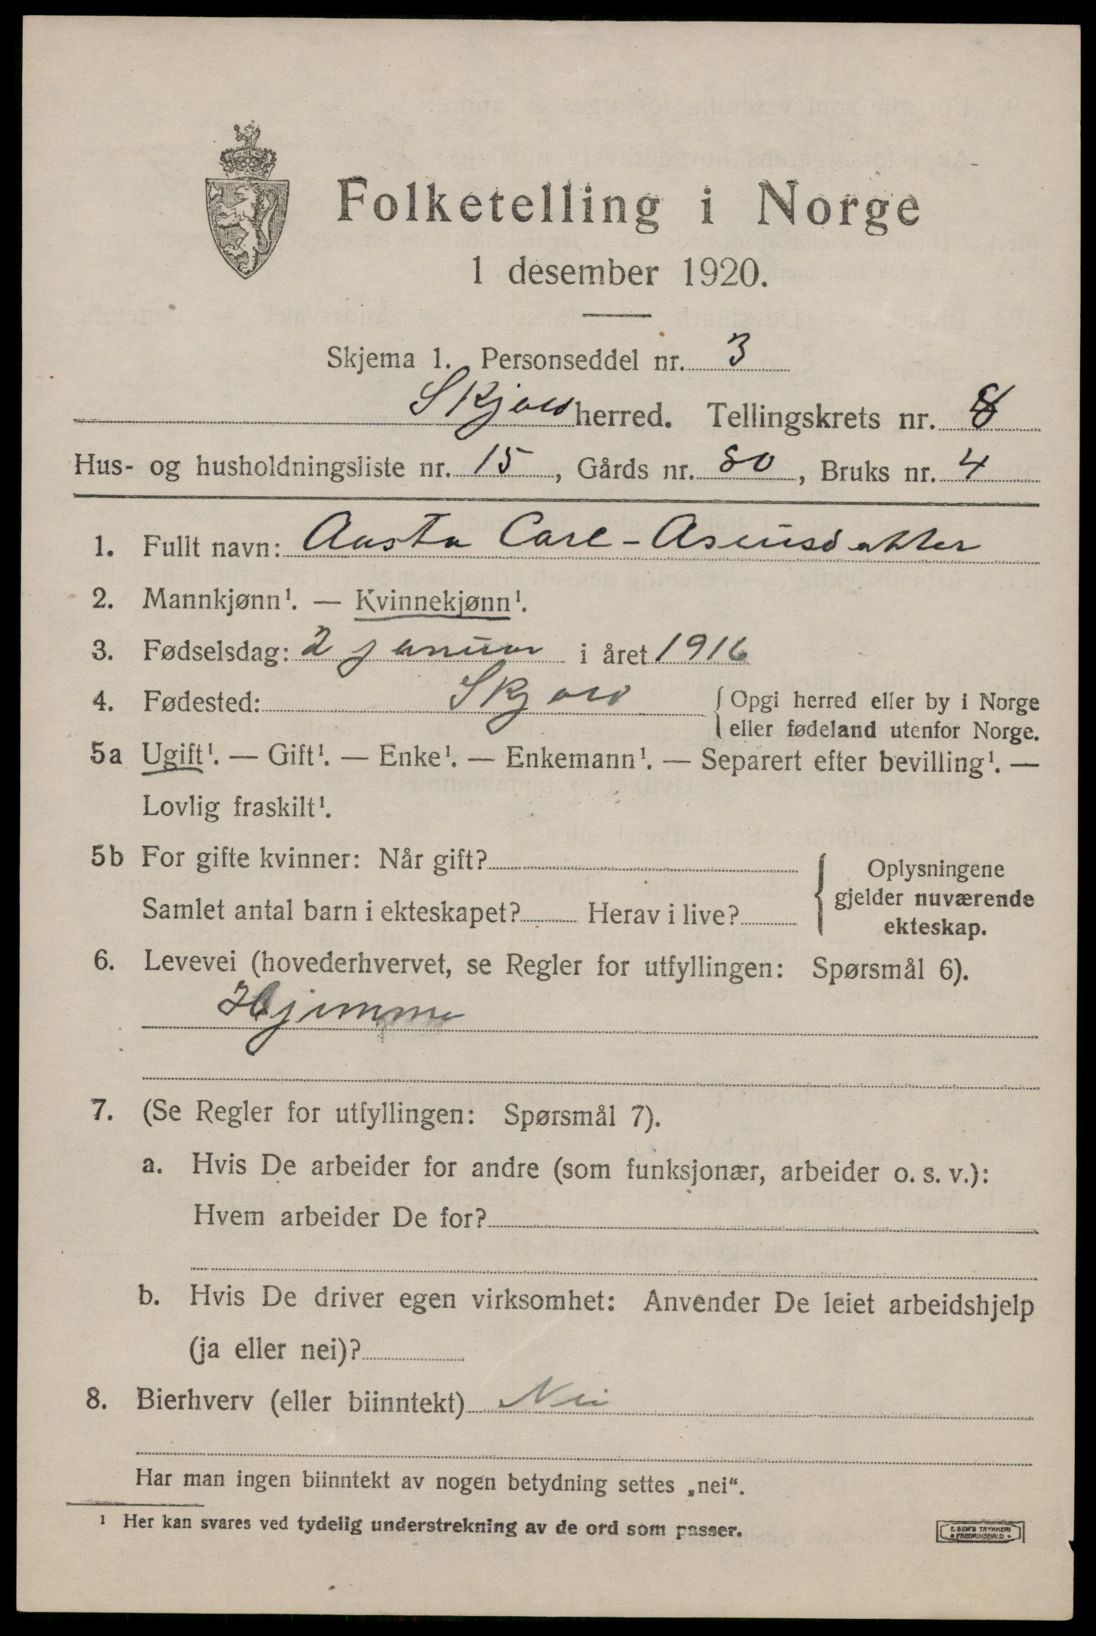 Folketelling i Norge
1 desember 1920.
Skjema 1. Personseddel nr. 3
Skjold herred. Tellingskrets nr. 8
Hus- og husholdningsliste nr. 15, Gårds nr. 80, Bruks nr. 4
1. Fullt navn: Aasta Carl-Asensdatter
2. Mannkjønn¹. — Kvinnekjønn¹.
3. Fødselsdag: 2 januar i året 1916
4. Fødested: Skjold { Opgi herred eller by i Norge
eller fødeland utenfor Norge.
5a Ugift¹. — Gift¹. — Enke¹. — Enkemann¹. — Separert efter bevilling¹. —
Lovlig fraskilt¹.
5b For gifte kvinner: Når gift?
Samlet antal barn i ekteskapet? Herav i live?
{ Oplysningene
gjelder nuværende
ekteskap.
6. Levevei (hovederhvervet, se Regler for utfyllingen: Spørsmål 6).
Hjemme
7. (Se Regler for utfyllingen: Spørsmål 7).
a. Hvis De arbeider for andre (som funksjonær, arbeider o. s. v.):
Hvem arbeider De for?
b. Hvis De driver egen virksomhet: Anvender De leiet arbeidshjelp
(ja eller nei)?
8. Bierhverv (eller biinntekt) Nei
Har man ingen biinntekt av nogen betydning settes „nei“.
¹ Her kan svares ved tydelig understrekning av de ord som passer.